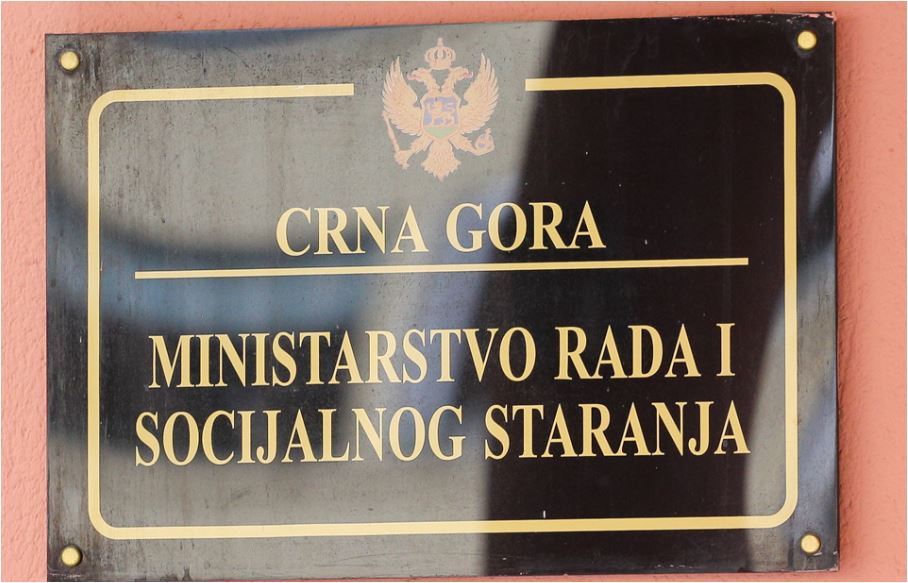 CRNA GORA
MINISTARSTVO RADA I
SOCIJALNOG STARANJA